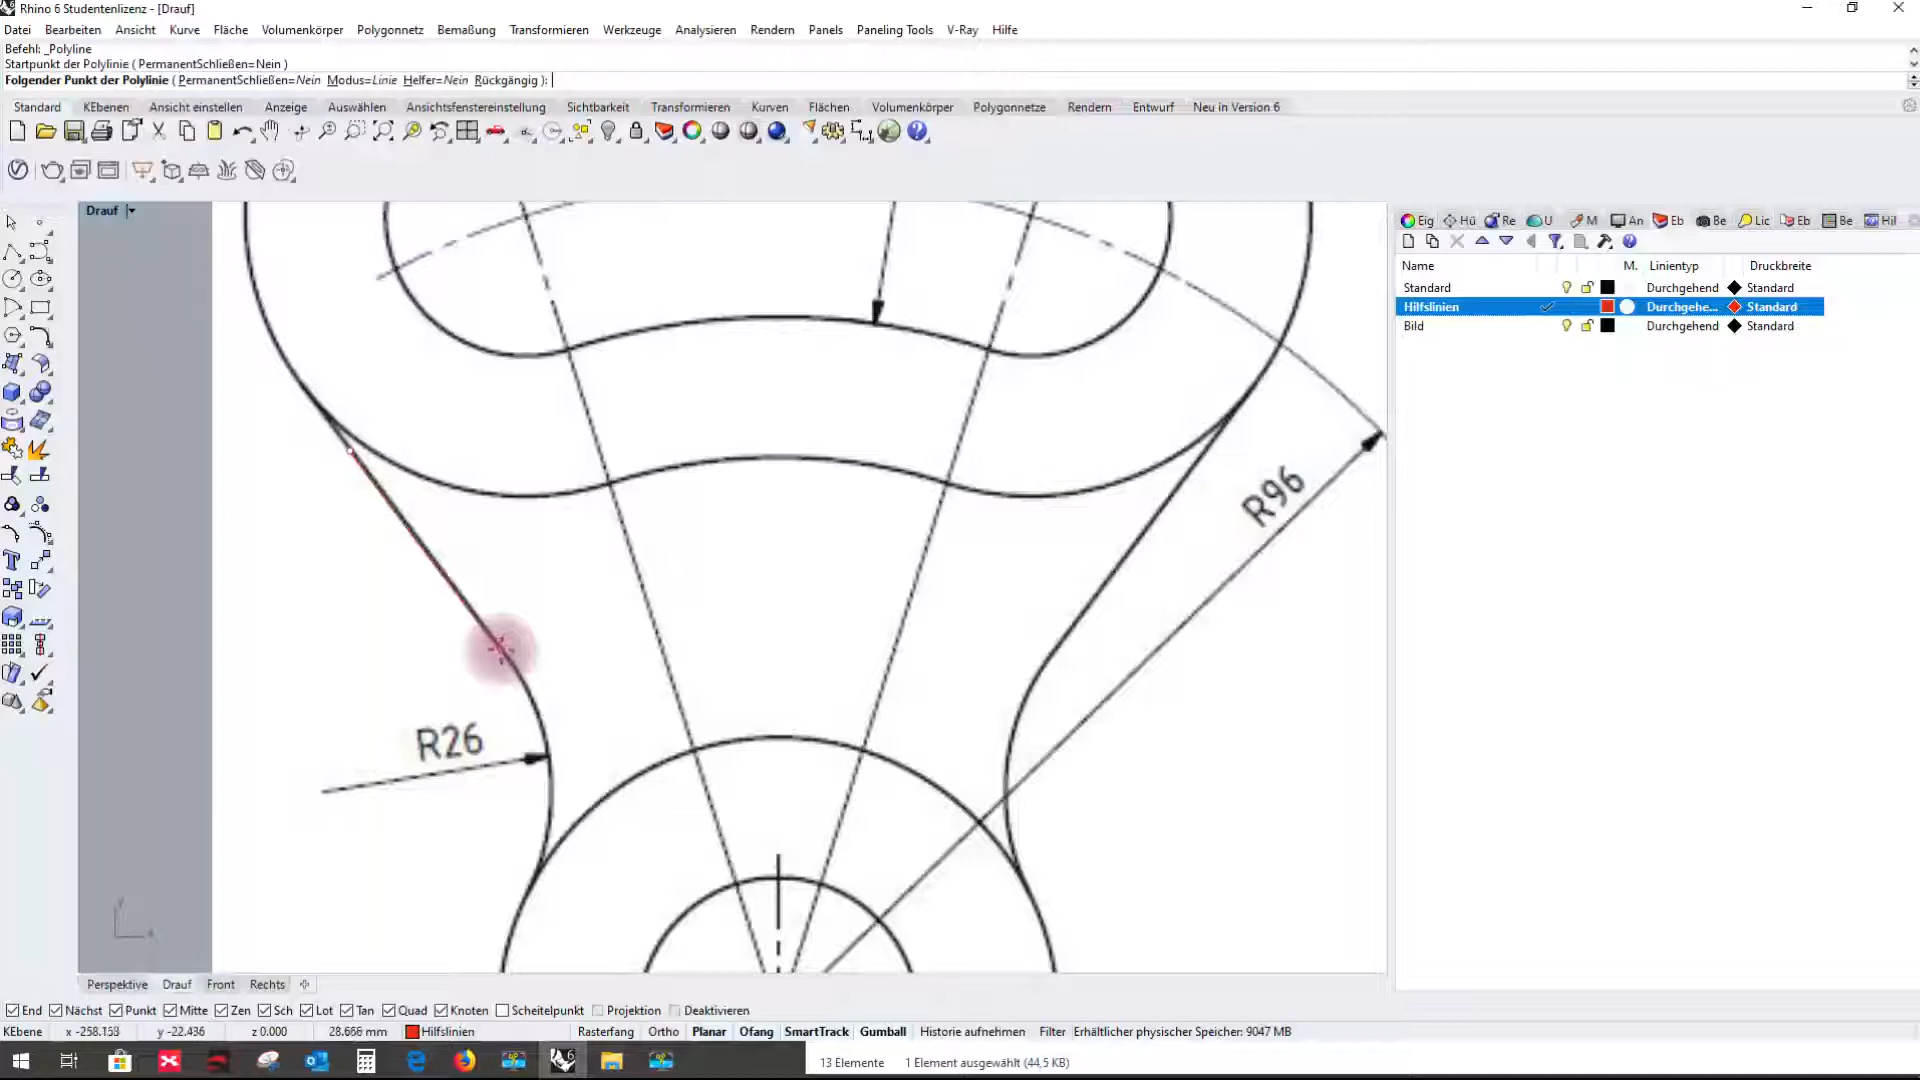 Rhino 6 Studentenlizenz - [Drauf]
Datei Bearbeiten Ansicht Kurve Fläche Volumenkörper Polygonnetz Bemaßung Transformieren Werkzeuge Analysieren Rendern Panels Paneling Tools V-Ray Hilfe
Befehl: _Polyline
Startpunkt der Polylinie ( PermanentSchließen=Nein )
Folgender Punkt der Polylinie ( PermanentSchließen=Nein Modus=Linie Helfer=Nein Rückgängig ):
Standard KEbenen Ansicht einstellen Anzeige Auswählen Ansichtsfenstereinstellung Sichtbarkeit Transformieren Kurven Flächen Volumenkörper Polygonnetze Rendern Entwurf Neu in Version 6
Drauf
Eig Hü Re U M An Eb Be Lic Eb Be Hil
Name M. Linientyp Druckbreite
Standard Durchgehend Standard
Hilfslinien Durchgehe... Standard
Bild Durchgehend Standard
R96
R26
y
x
Perspektive Drauf Front Rechts
End Nächst Punkt Mitte Zen Sch Lot Tan Quad Knoten Scheitelpunkt Projektion Deaktivieren
KEbene x -258.153 y -22.436 z 0.000 28.666 mm Hilfslinien Rasterfang Ortho Planar Ofang SmartTrack Gumball Historie aufnehmen Filter Erhältlicher physischer Speicher: 9047 MB
13 Elemente 1 Element ausgewählt (44,5 KB)